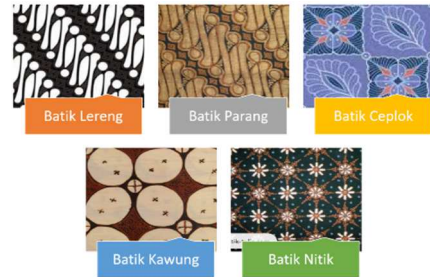 Batik Lereng
Batik Parang
Batik Ceplok
Batik Kawung
Batik Nitik